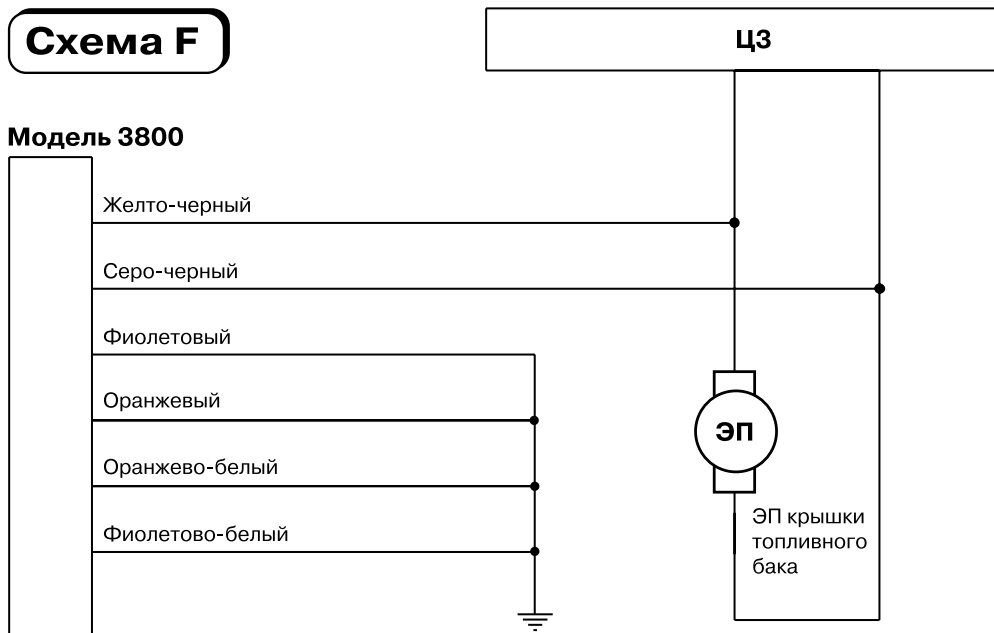 Схема F
ЦЗ
Модель 3800
Желто-черный
Серо-черный
Фиолетовый
Оранжевый
Оранжево-белый
Фиолетово-белый
ЭП
ЭП крышки
топливного
бака